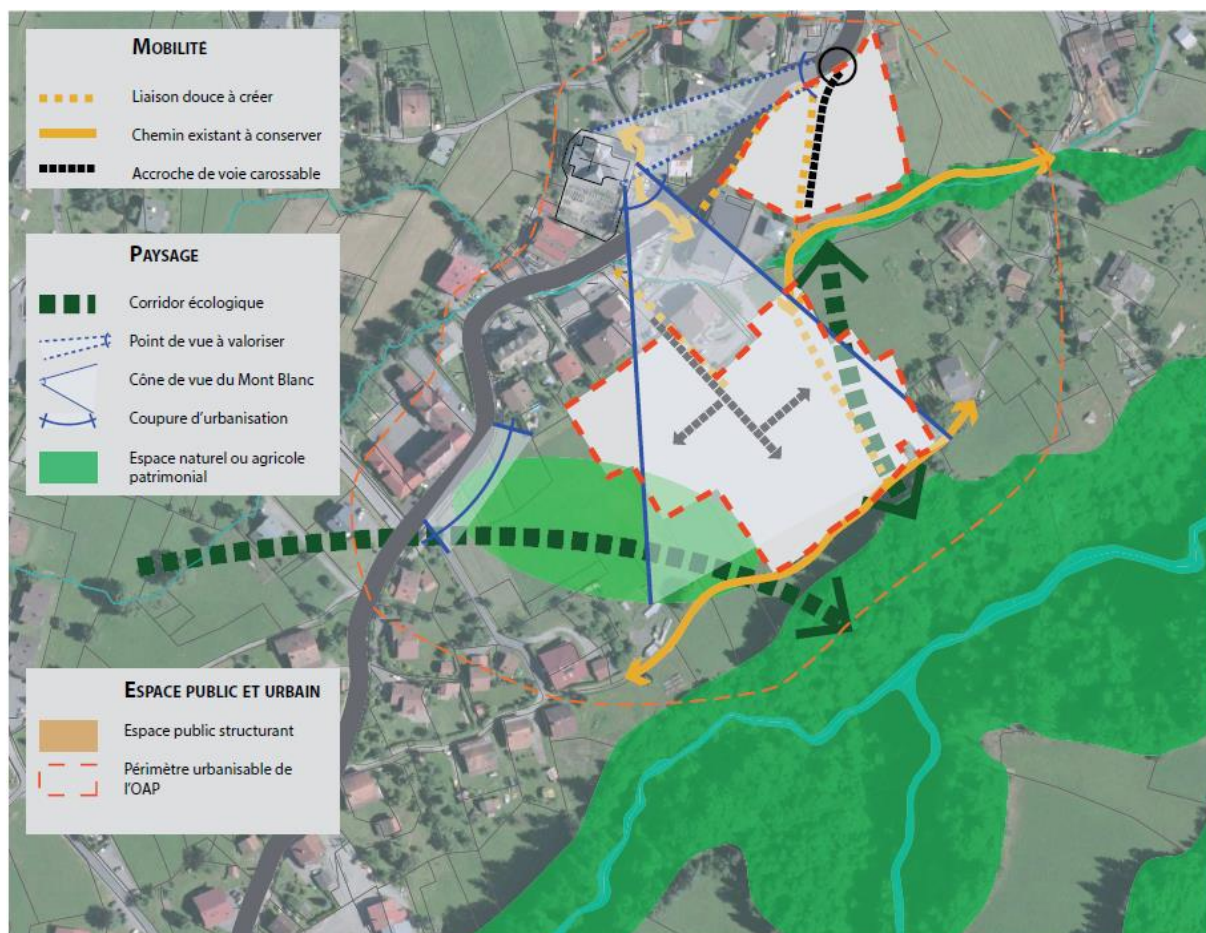 MOBILITÉ
Liaison douce à créer
Chemin existant à conserver
Accroche de voie carossable
PAYSAGE
Corridor écologique
Point de vue à valoriser
Cône de vue du Mont Blanc
Coupure d'urbanisation
Espace naturel ou agricole
patrimonial
ESPACE PUBLIC ET URBAIN
Espace public structurant
Périmètre urbanisable de
l'OAP